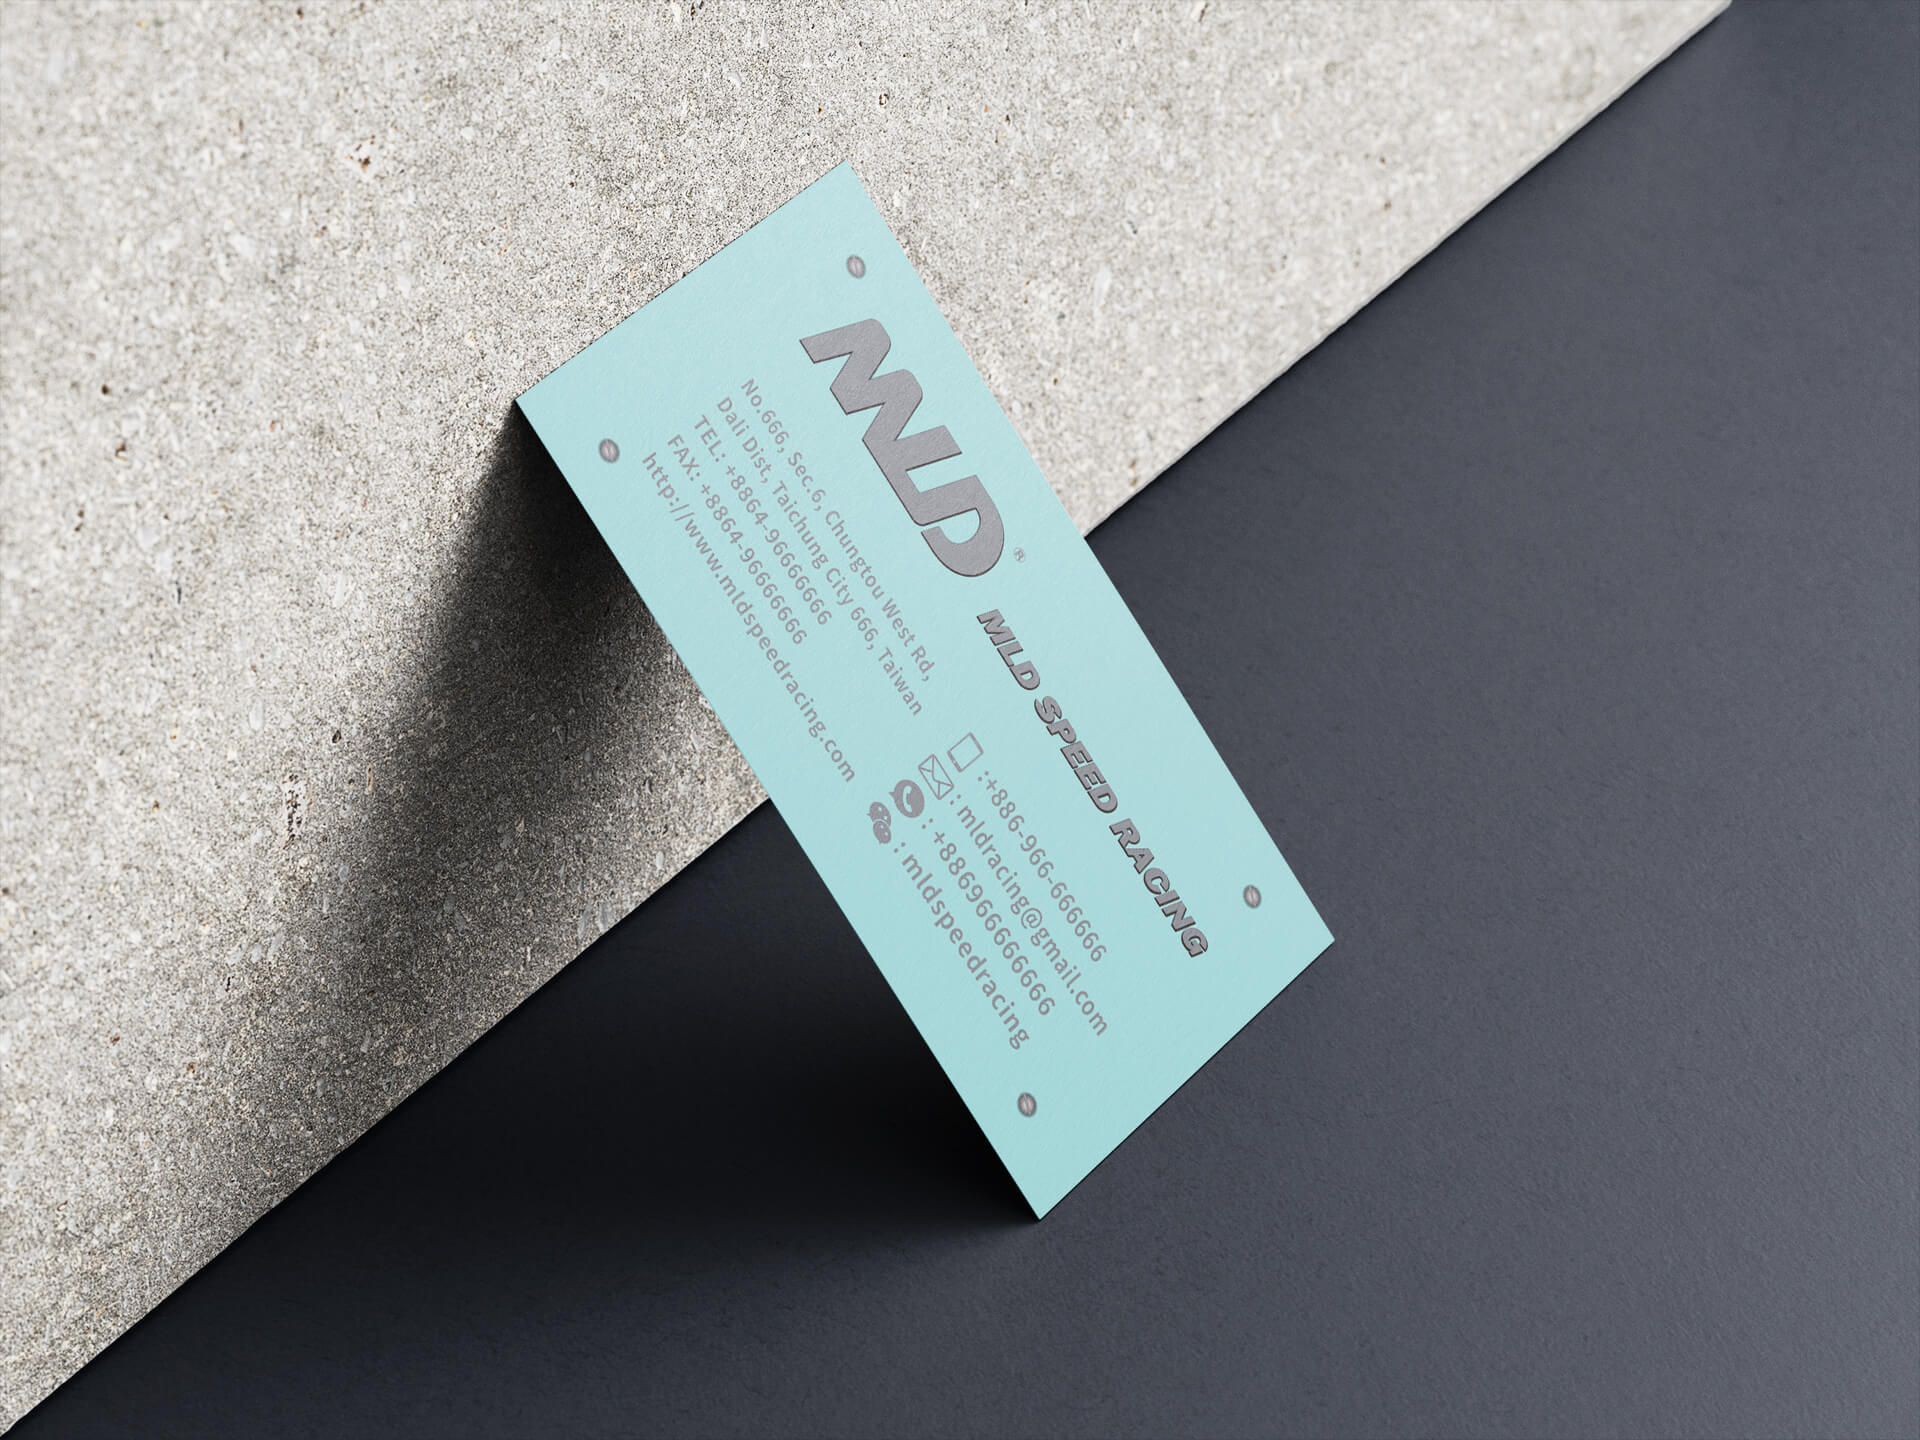 MLD®
MLD SPEED RACING
No.666, Sec.6, Chungtou West Rd,
Dali Dist, Taichung City 666, Taiwan
TEL: +8864-96666666
FAX: +8864-96666666
http://www.mldspeedracing.com
:+886-966-666666
: mldracing@gmail.com
: +886966666666
: mldspeedracing